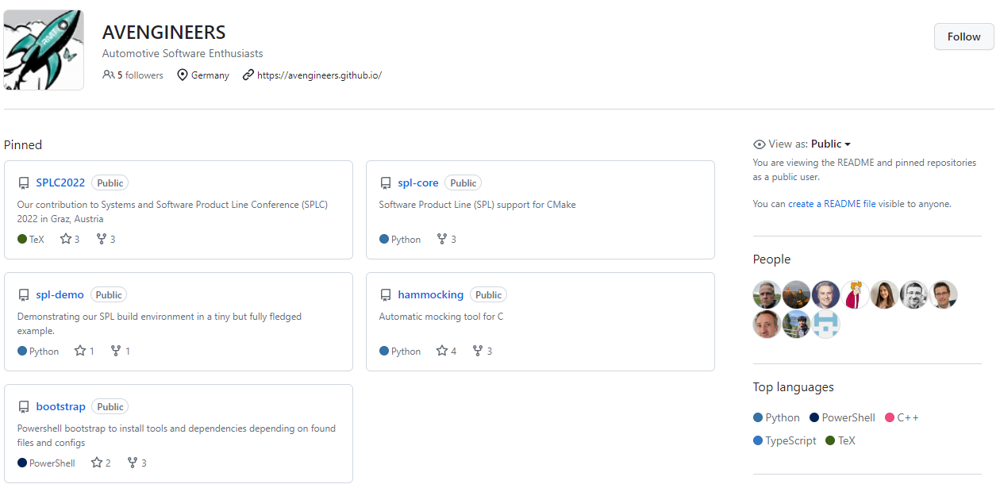 AVENGINEERS
Automotive Software Enthusiasts
5 followers Germany https://avengineers.github.io/
Follow
Pinned
SPLC2022 Public
Our contribution to Systems and Software Product Line Conference (SPLC)
2022 in Graz, Austria
TeX 3 3
spl-core Public
Software Product Line (SPL) support for CMake
Python 3
spl-demo Public
Demonstrating our SPL build environment in a tiny but fully fledged
example.
Python 1 1
hammocking Public
Automatic mocking tool for C
Python 4 3
bootstrap Public
Powershell bootstrap to install tools and dependencies depending on found
files and configs
PowerShell 2 3
View as: Public
You are viewing the README and pinned repositories
as a public user.
You can create a README file visible to anyone.
People
Top languages
Python PowerShell C++
TypeScript TeX